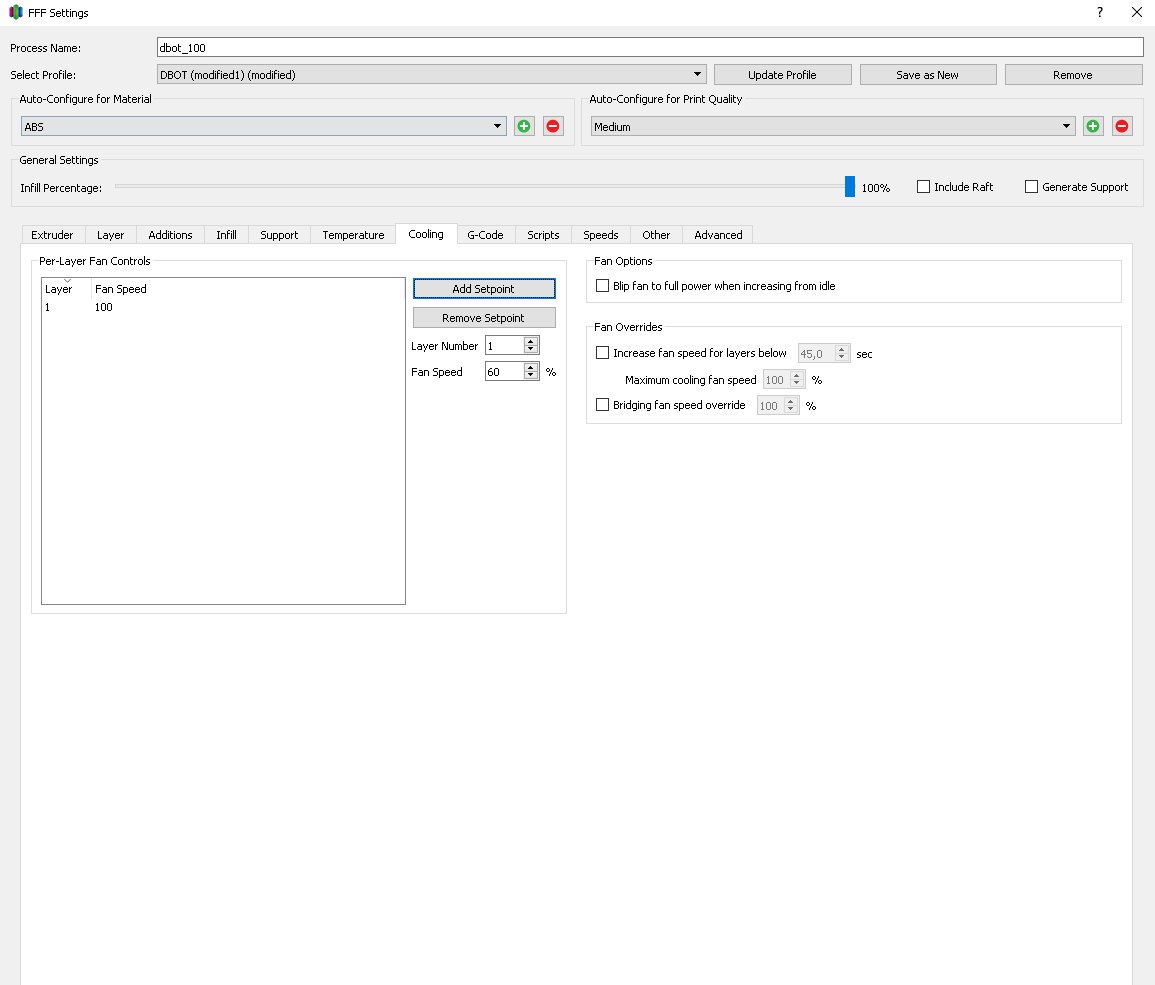 FFF Settings
?
Process Name: dbot_100
Select Profile: DBOT (modified1) (modified) Update Profile Save as New Remove
Auto-Configure for Material Auto-Configure for Print Quality
ABS Medium
General Settings
Infill Percentage: 100% Include Raft Generate Support
Extruder Layer Additions Infill Support Temperature Cooling G-Code Scripts Speeds Other Advanced
Per-Layer Fan Controls
Layer Fan Speed
1 100
Add Setpoint
Remove Setpoint
Layer Number 1
Fan Speed 60 %
Fan Options
Blip fan to full power when increasing from idle
Fan Overrides
Increase fan speed for layers below 45,0 sec
Maximum cooling fan speed 100 %
Bridging fan speed override 100 %